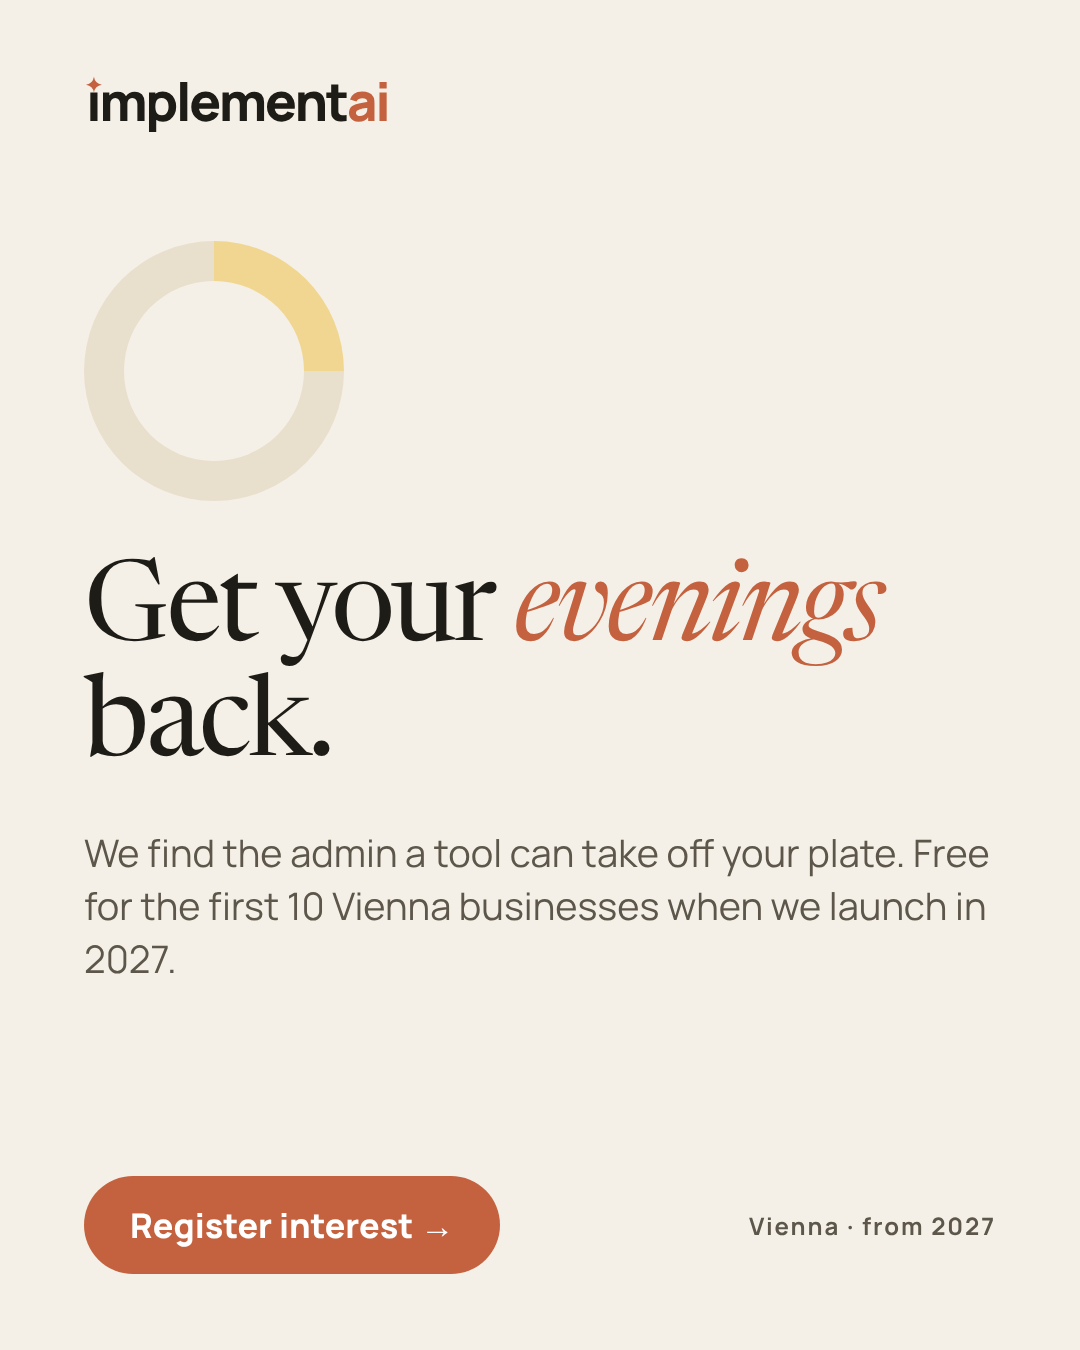 implementai
Get your evenings
back.
We find the admin a tool can take off your plate. Free
for the first 10 Vienna businesses when we launch in
2027.
Register interest →
Vienna · from 2027